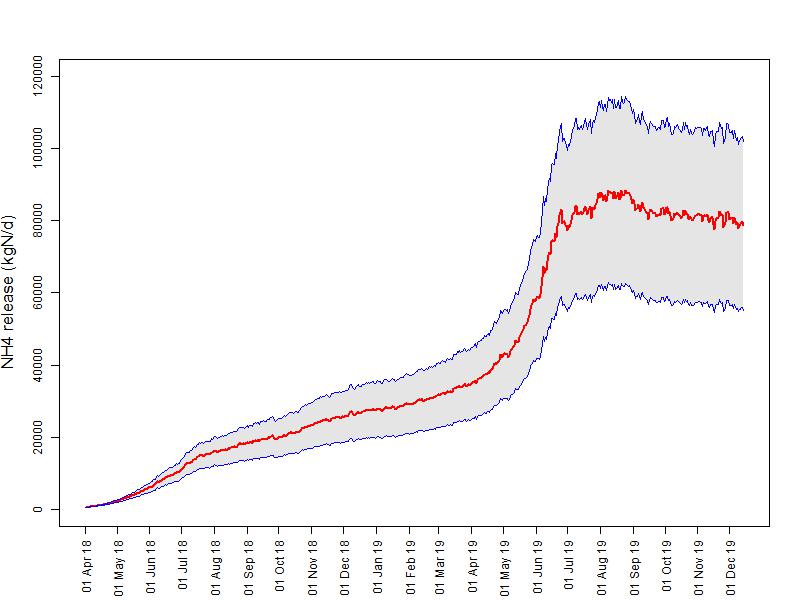 NH4 release (kgN/d)
120000
100000
80000
60000
40000
20000
0
01 Apr 18
01 May 18
01 Jun 18
01 Jul 18
01 Aug 18
01 Sep 18
01 Oct 18
01 Nov 18
01 Dec 18
01 Jan 19
01 Feb 19
01 Mar 19
01 Apr 19
01 May 19
01 Jun 19
01 Jul 19
01 Aug 19
01 Sep 19
01 Oct 19
01 Nov 19
01 Dec 19